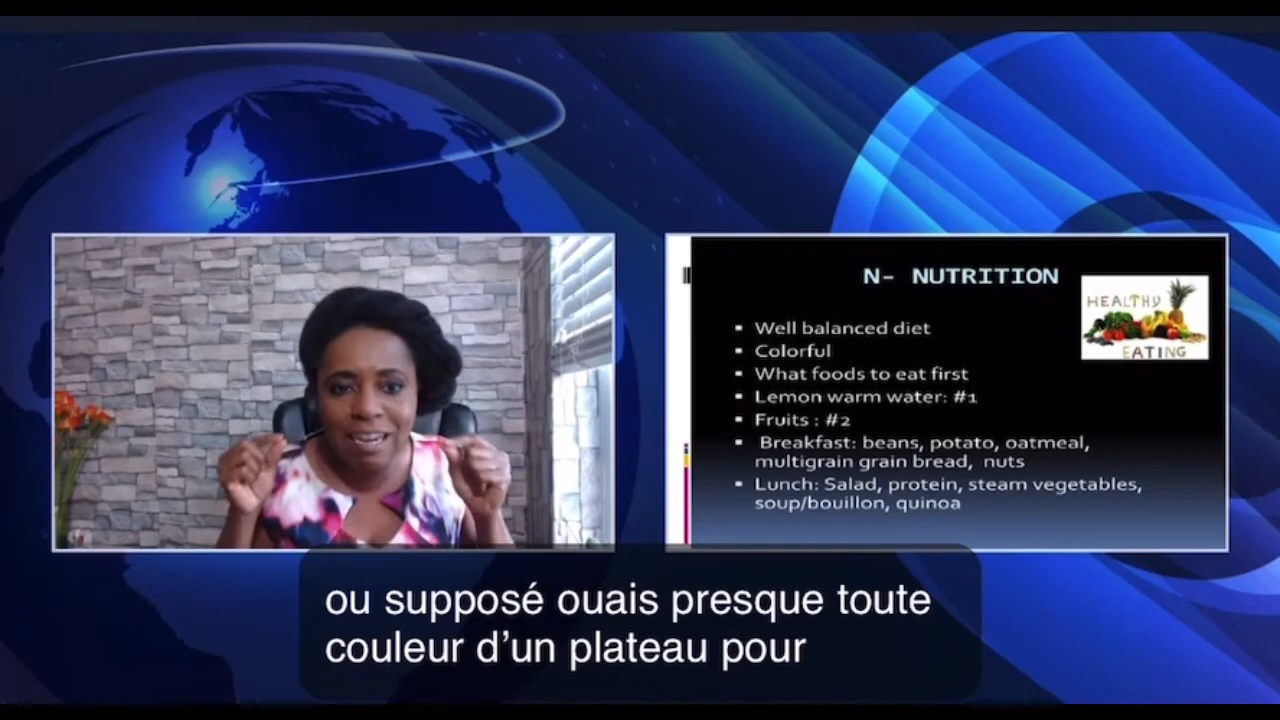 N- NUTRITION
HEALTHY
EATING
▪ Well balanced diet
▪ Colorful
▪ What foods to eat first
▪ Lemon warm water: #1
▪ Fruits : #2
▪ Breakfast: beans, potato, oatmeal,
multigrain grain bread, nuts
▪ Lunch: Salad, protein, steam vegetables,
soup/bouillon, quinoa
ou supposé ouais presque toute
couleur d’un plateau pour